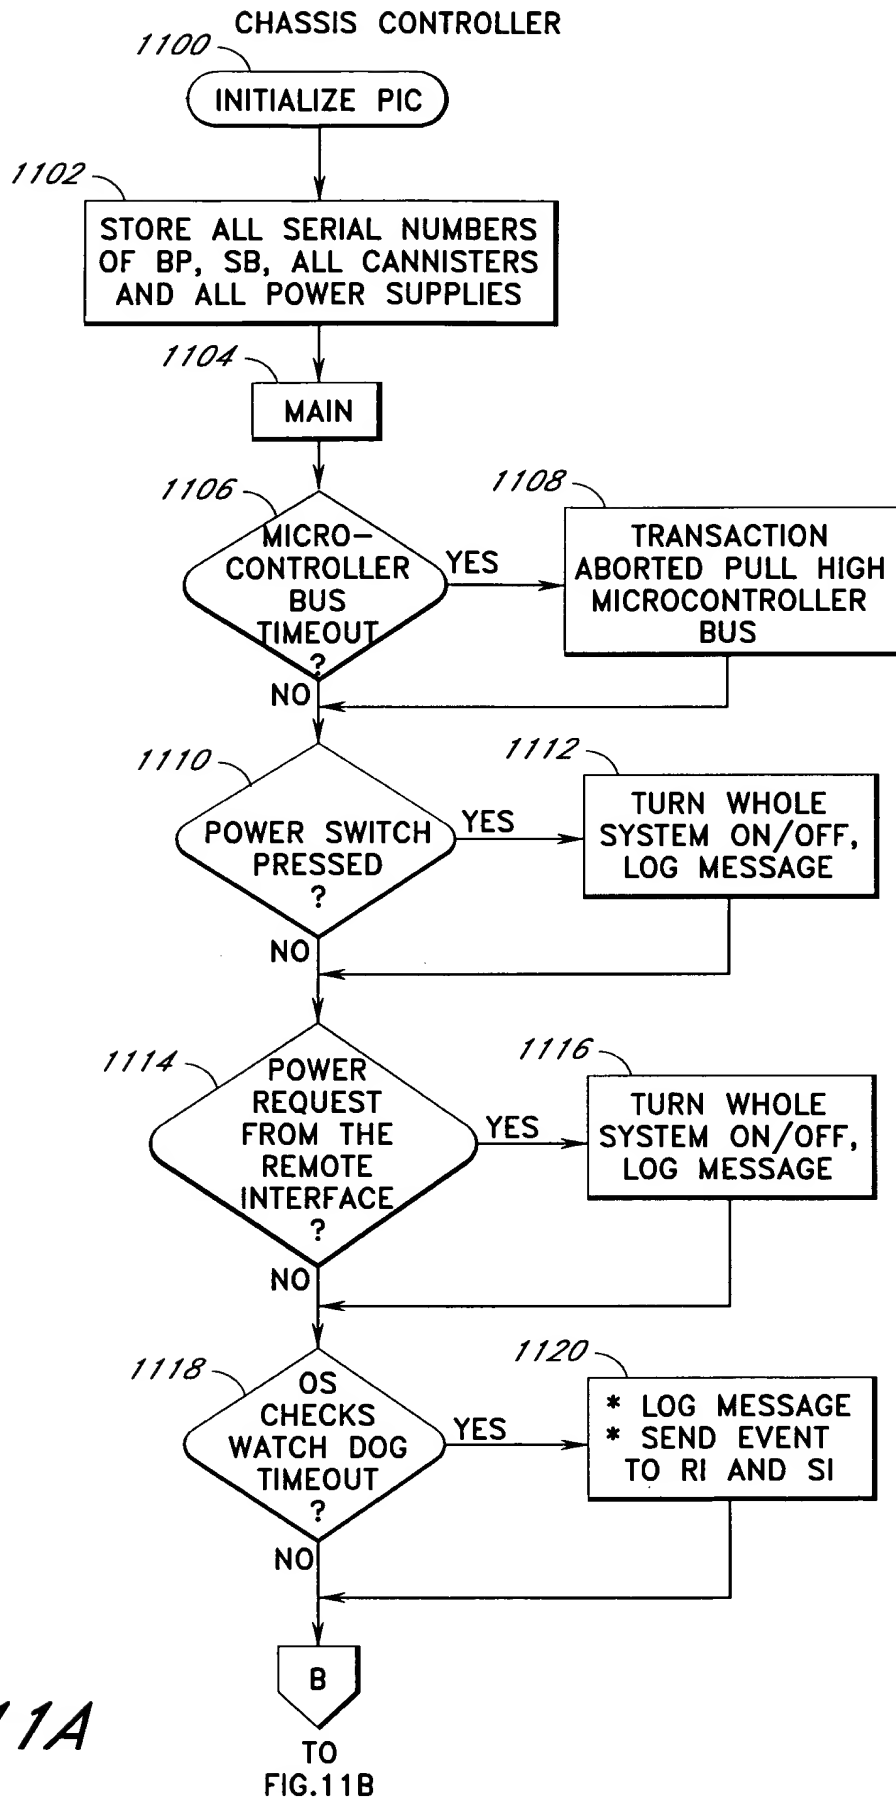 CHASSIS CONTROLLER
1100
INITIALIZE PIC
1102
STORE ALL SERIAL NUMBERS
OF BP, SB, ALL CANNISTERS
AND ALL POWER SUPPLIES
1104
MAIN
1106
MICRO-
CONTROLLER
BUS
TIMEOUT
?
YES
NO
1108
TRANSACTION
ABORTED PULL HIGH
MICROCONTROLLER
BUS
1110
POWER SWITCH
PRESSED
?
YES
NO
1112
TURN WHOLE
SYSTEM ON/OFF,
LOG MESSAGE
1114
POWER
REQUEST
FROM THE
REMOTE
INTERFACE
?
YES
NO
1116
TURN WHOLE
SYSTEM ON/OFF,
LOG MESSAGE
1118
OS
CHECKS
WATCH DOG
TIMEOUT
?
YES
NO
1120
* LOG MESSAGE
* SEND EVENT
TO RI AND SI
B
TO
FIG.11B
11A